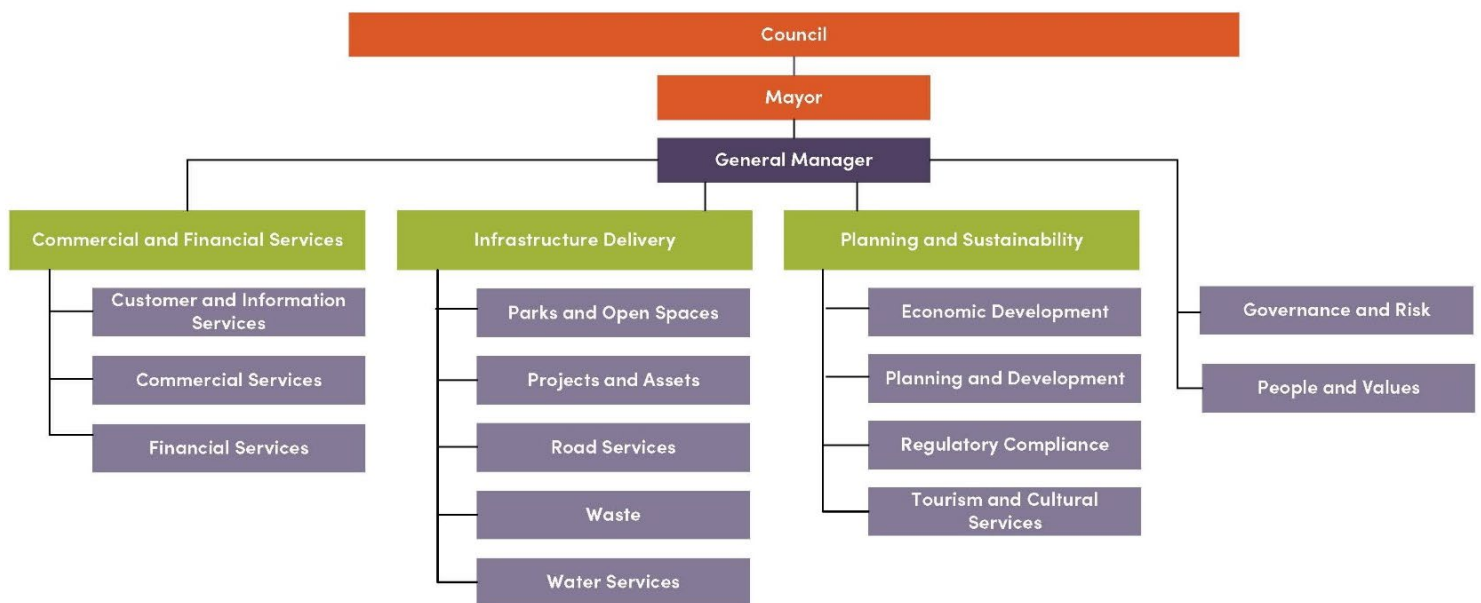 Council
Mayor
General Manager
Commercial and Financial Services
Customer and Information
Services
Commercial Services
Financial Services
Infrastructure Delivery
Parks and Open Spaces
Projects and Assets
Road Services
Waste
Water Services
Planning and Sustainability
Economic Development
Planning and Development
Regulatory Compliance
Tourism and Cultural
Services
Governance and Risk
People and Values